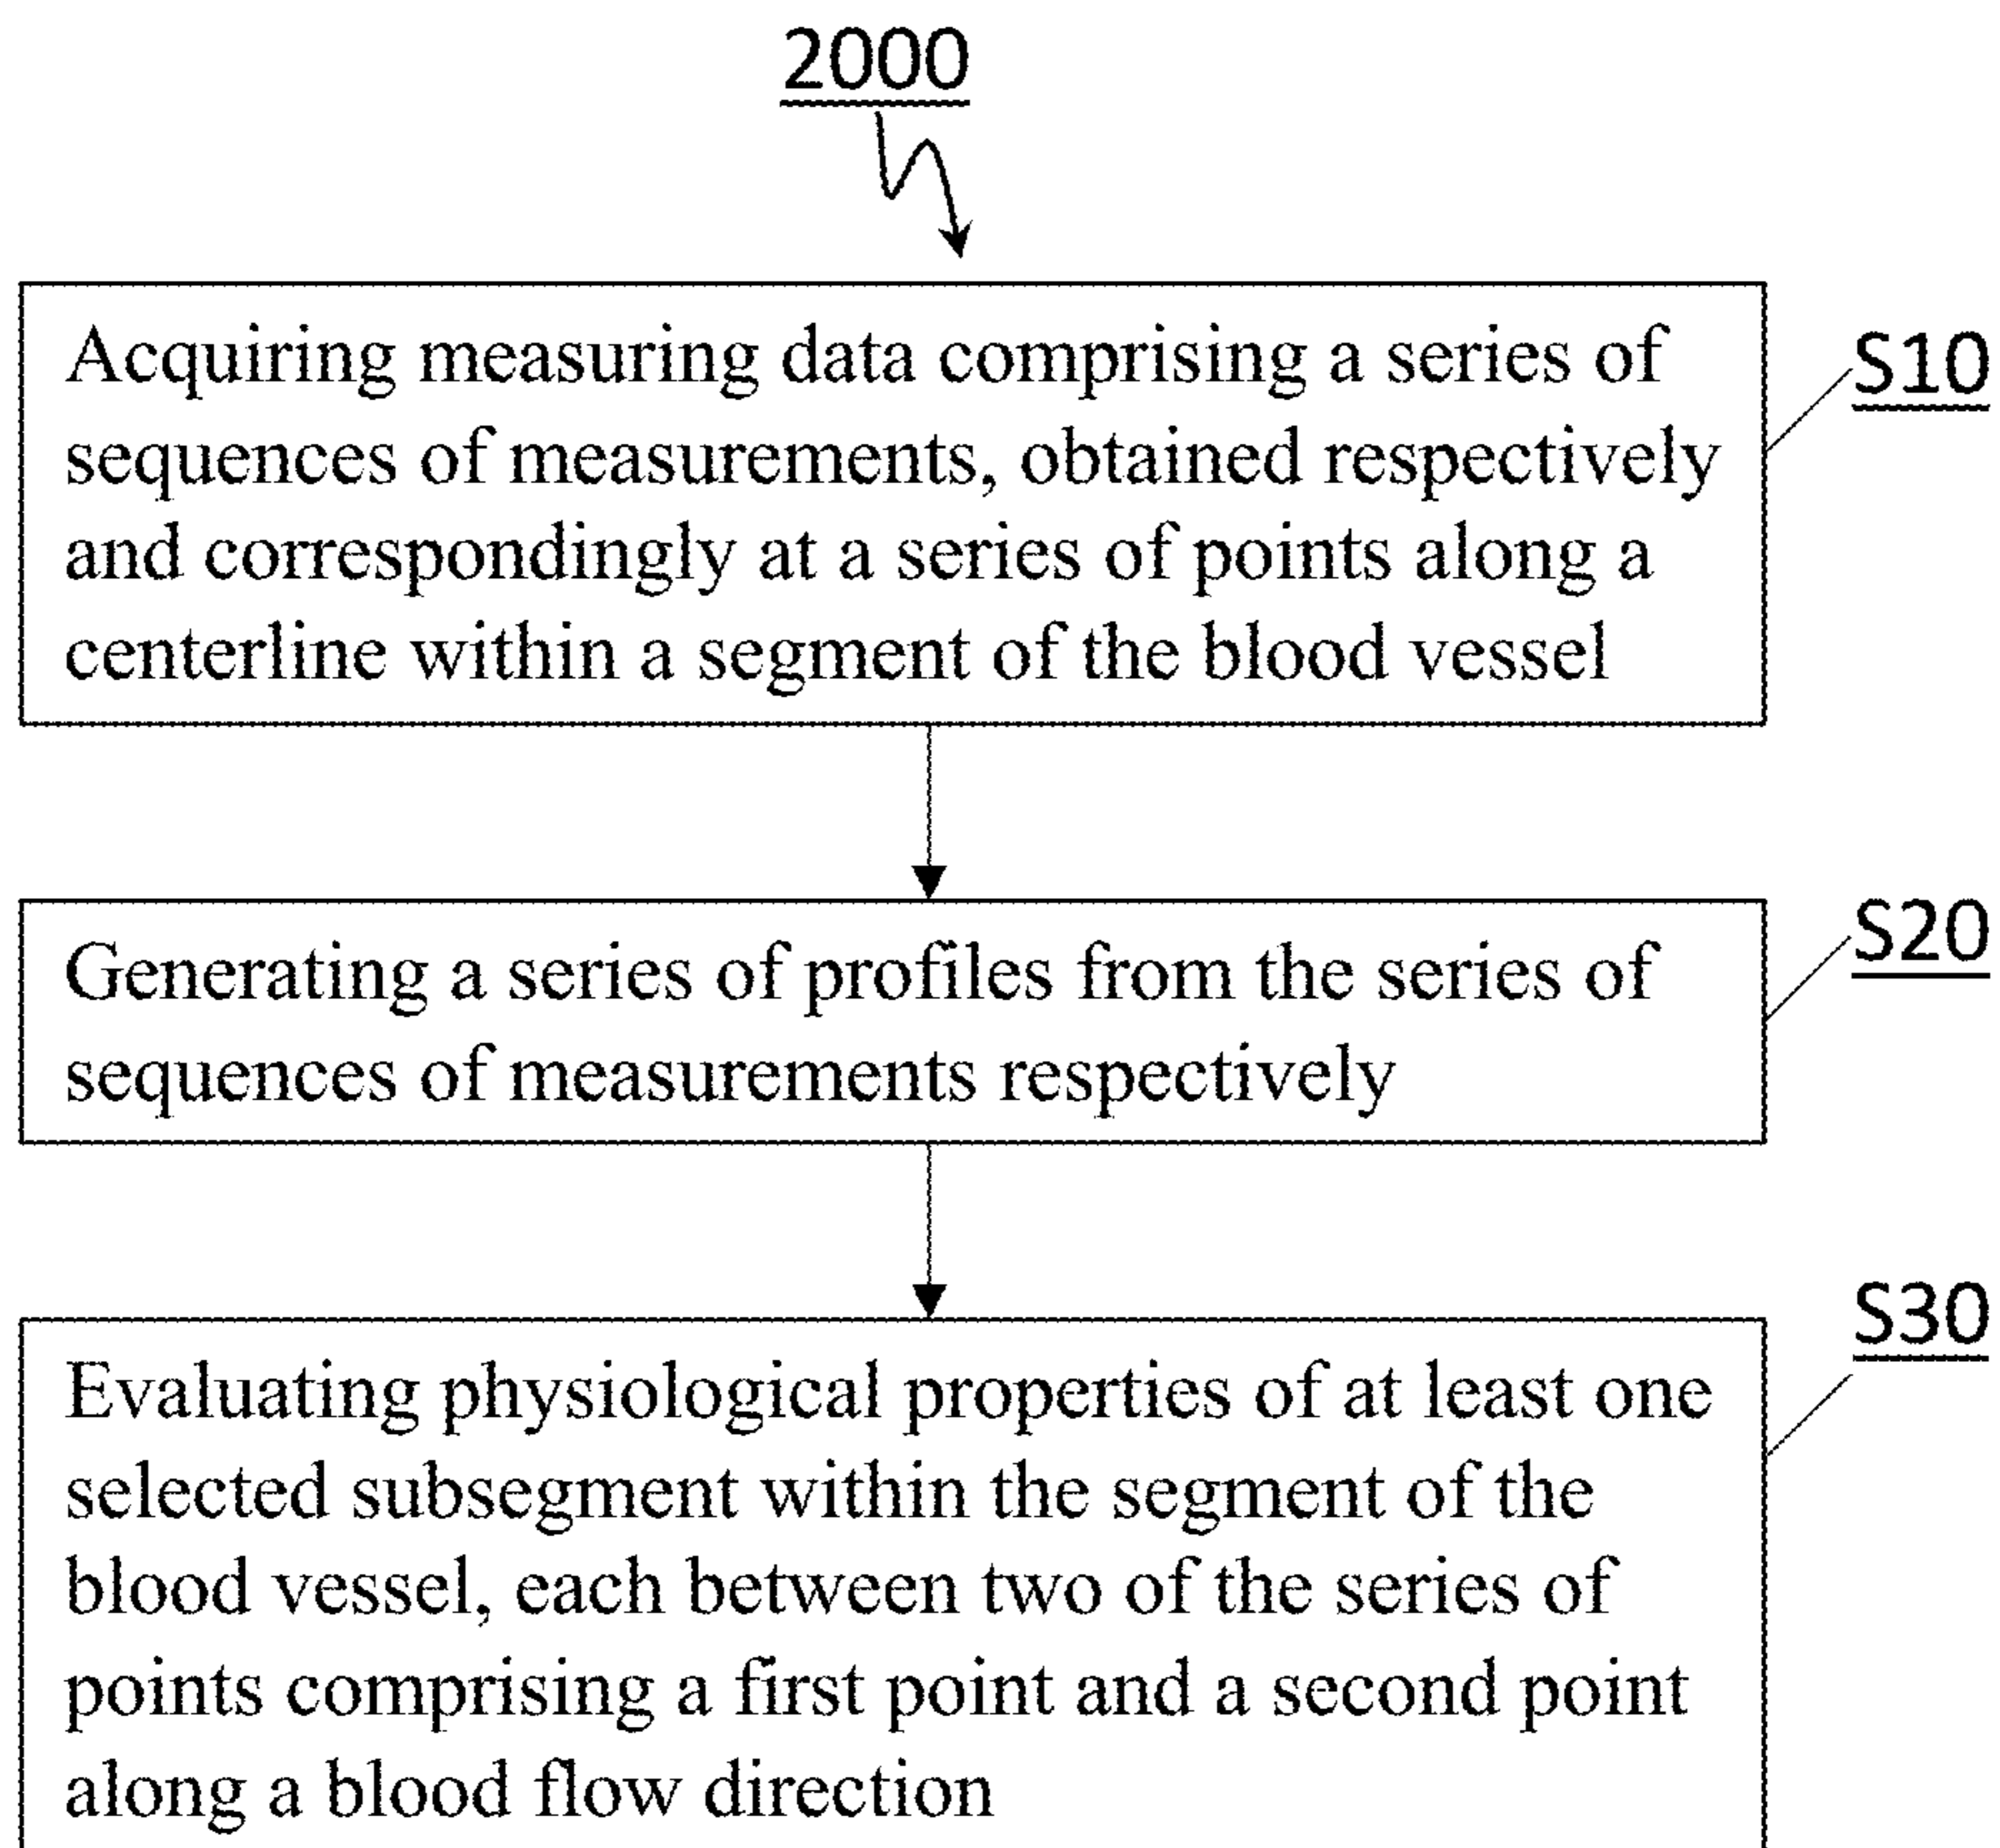 2000
Acquiring measuring data comprising a series of
sequences of measurements, obtained respectively
and correspondingly at a series of points along a
centerline within a segment of the blood vessel
S10
Generating a series of profiles from the series of
sequences of measurements respectively
S20
Evaluating physiological properties of at least one
selected subsegment within the segment of the
blood vessel, each between two of the series of
points comprising a first point and a second point
along a blood flow direction
S30